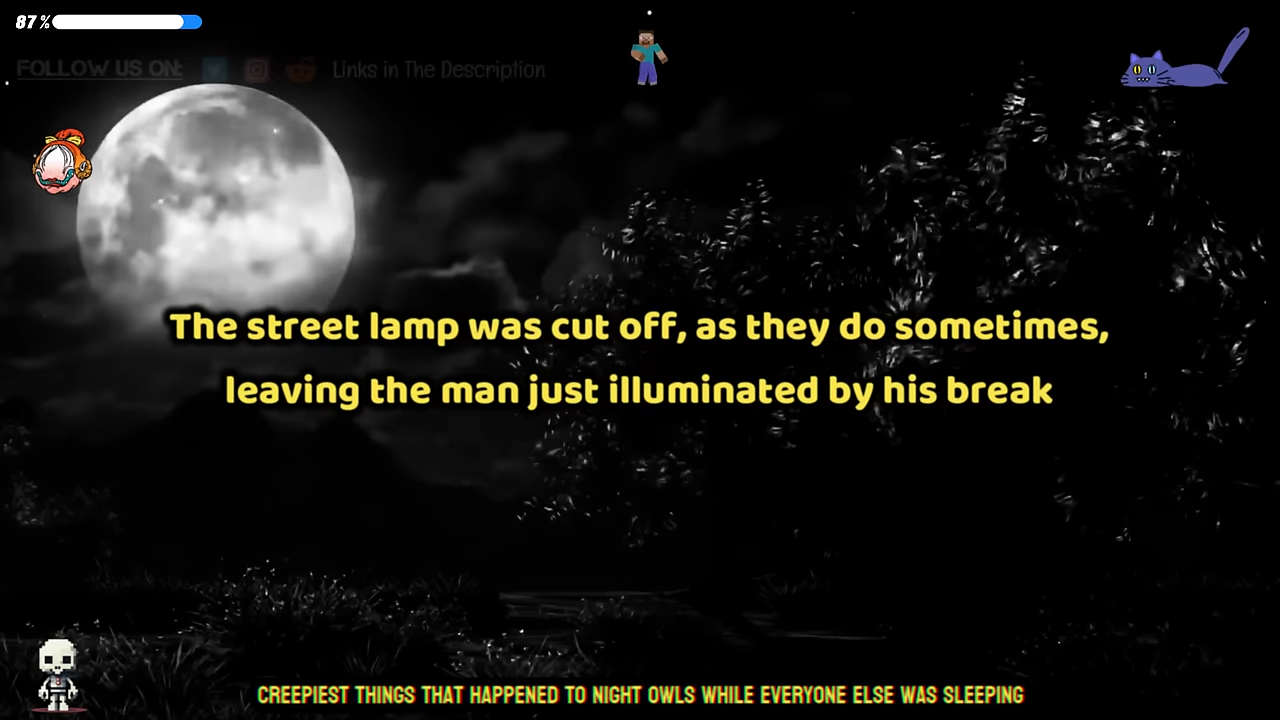 87%
FOLLOW US ON:
Links in The Description
The street lamp was cut off, as they do sometimes,
leaving the man just illuminated by his break
CREEPIEST THINGS THAT HAPPENED TO NIGHT OWLS WHILE EVERYONE ELSE WAS SLEEPING